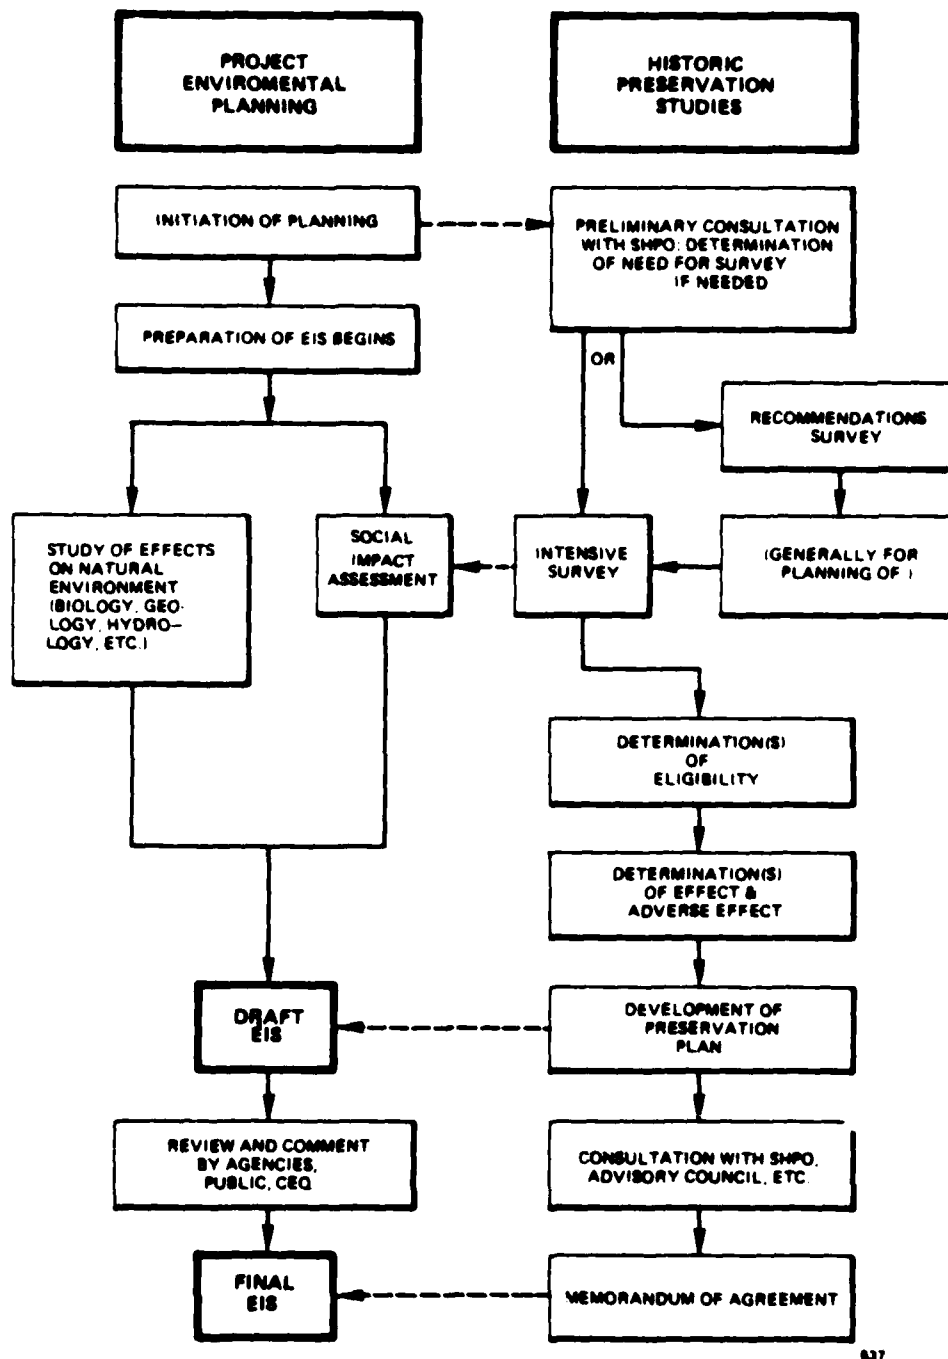 PROJECT
ENVIROMENTAL
PLANNING
HISTORIC
PRESERVATION
STUDIES
INITIATION OF PLANNING
PRELIMINARY CONSULTATION
WITH SHPO: DETERMINATION
OF NEED FOR SURVEY
IF NEEDED
PREPARATION OF EIS BEGINS
OR
RECOMMENDATIONS
SURVEY
STUDY OF EFFECTS
ON NATURAL
ENVIRONMENT
(BIOLOGY, GEO-
LOGY, HYDRO-
LOGY, ETC.)
SOCIAL
IMPACT
ASSESSMENT
INTENSIVE
SURVEY
(GENERALLY FOR
PLANNING OF )
DETERMINATION(S)
OF
ELIGIBILITY
DETERMINATION(S)
OF EFFECT &
ADVERSE EFFECT
DRAFT
EIS
DEVELOPMENT OF
PRESERVATION
PLAN
REVIEW AND COMMENT
BY AGENCIES,
PUBLIC, CEQ
CONSULTATION WITH SHPO,
ADVISORY COUNCIL, ETC.
FINAL
EIS
MEMORANDUM OF AGREEMENT
637